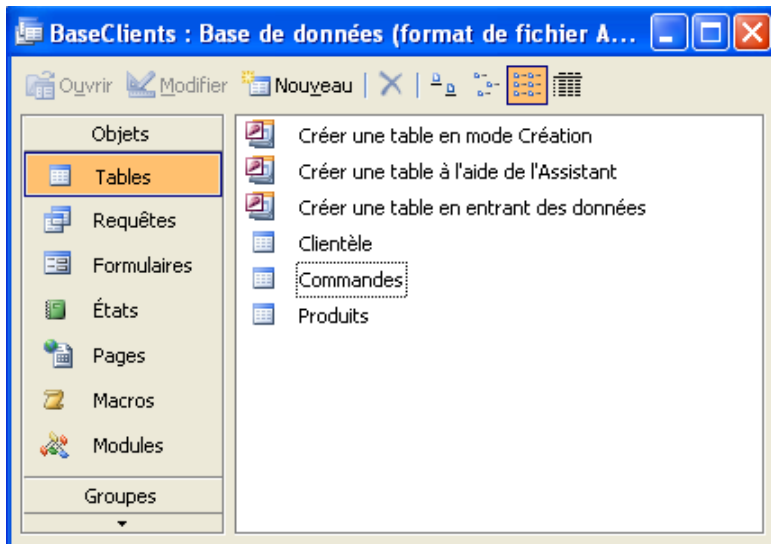 BaseClients : Base de données (format de fichier A...
Ouvrir Modifier Nouveau
Objets
Tables
Requêtes
Formulaires
États
Pages
Macros
Modules
Groupes
Créer une table en mode Création
Créer une table à l'aide de l'Assistant
Créer une table en entrant des données
Clientèle
Commandes
Produits